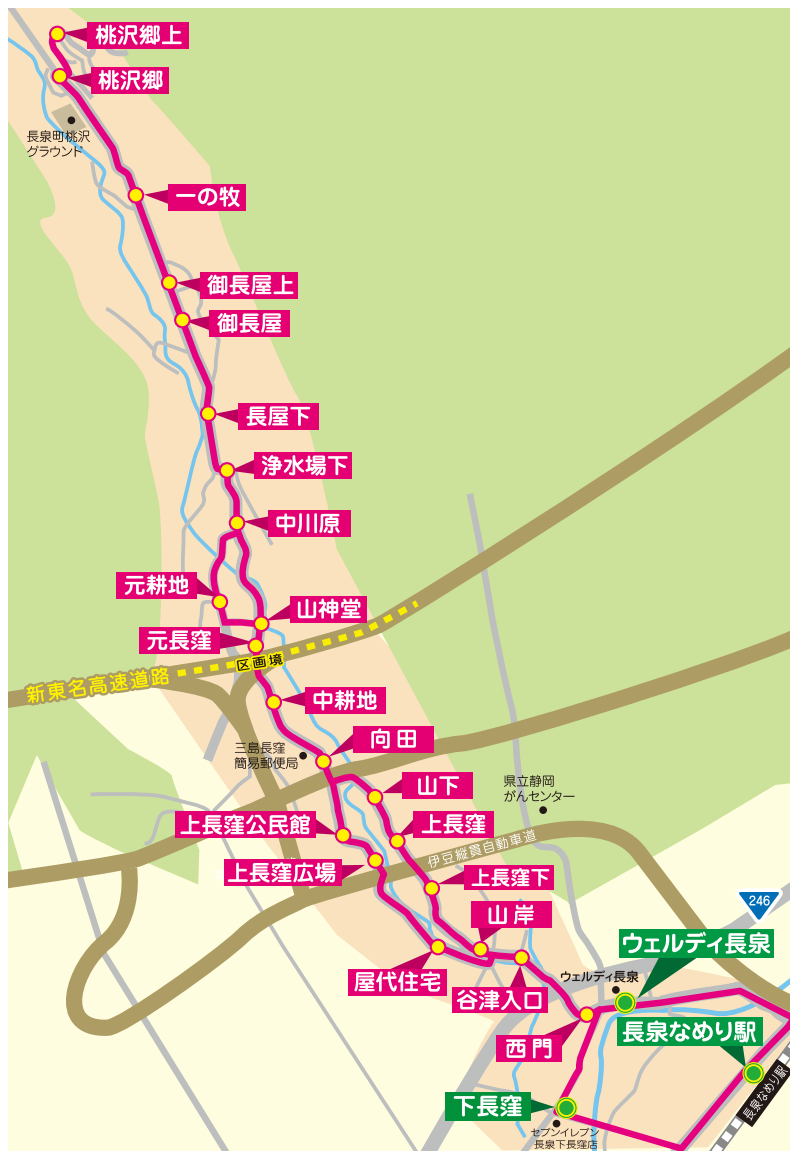 桃沢郷上
桃沢郷
長泉町桃沢
グラウンド
一の牧
御長屋上
御長屋
長屋下
浄水場下
中川原
元耕地
山神堂
元長窪
区画境
新東名高速道路
中耕地
向田
三島長窪
簡易郵便局
山下
県立静岡
がんセンター
上長窪公民館
上長窪
伊豆縦貫自動車道
上長窪広場
上長窪下
246
山岸
ウェルディ長泉
屋代住宅
谷津入口
ウェルディ長泉
長泉なめり駅
西門
長泉なめり駅
下長窪
セブンイレブン
長泉下長窪店